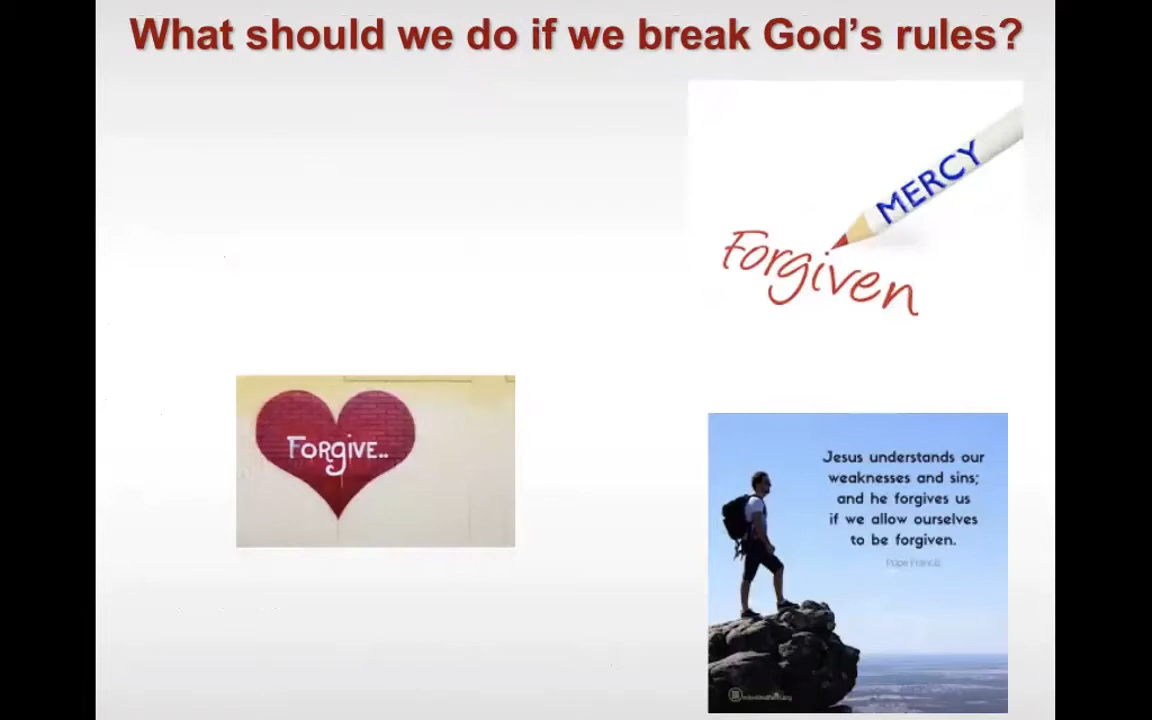 What should we do if we break God's rules?
MERCY
Forgiven
FORgIVE..
Jesus understands our
weaknesses and sins;
and he forgives us
if we allow ourselves
to be forgiven.
Pope Francis